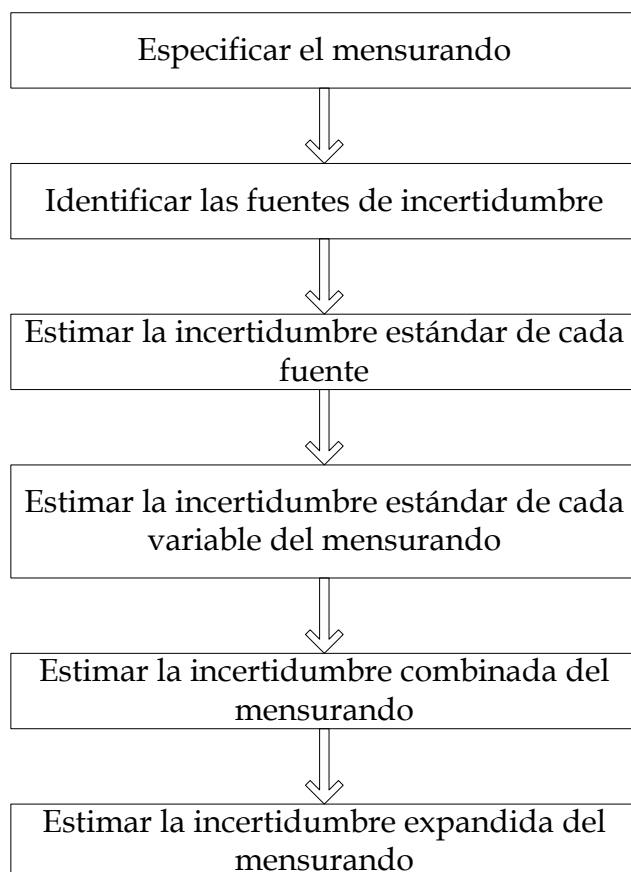 Especificar el mensurando
Identificar las fuentes de incertidumbre
Estimar la incertidumbre estándar de cada
fuente
Estimar la incertidumbre estándar de cada
variable del mensurando
Estimar la incertidumbre combinada del
mensurando
Estimar la incertidumbre expandida del
mensurando